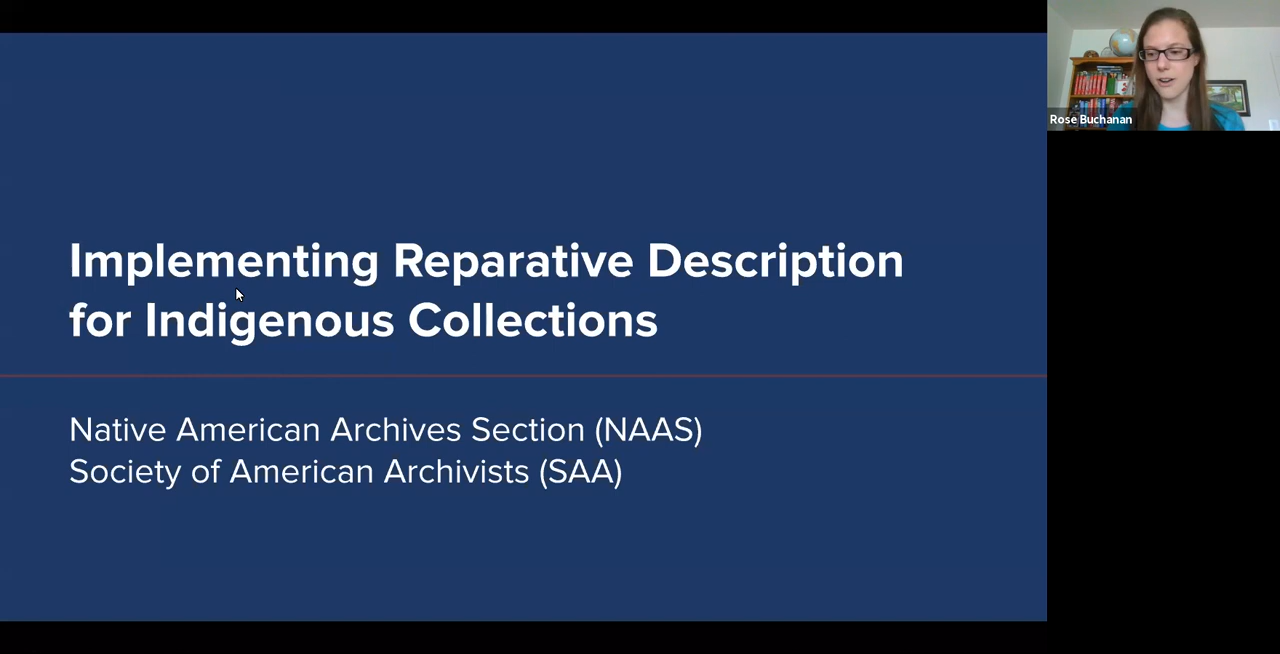 Implementing Reparative Description
for Indigenous Collections
Native American Archives Section (NAAS)
Society of American Archivists (SAA)
Rose Buchanan